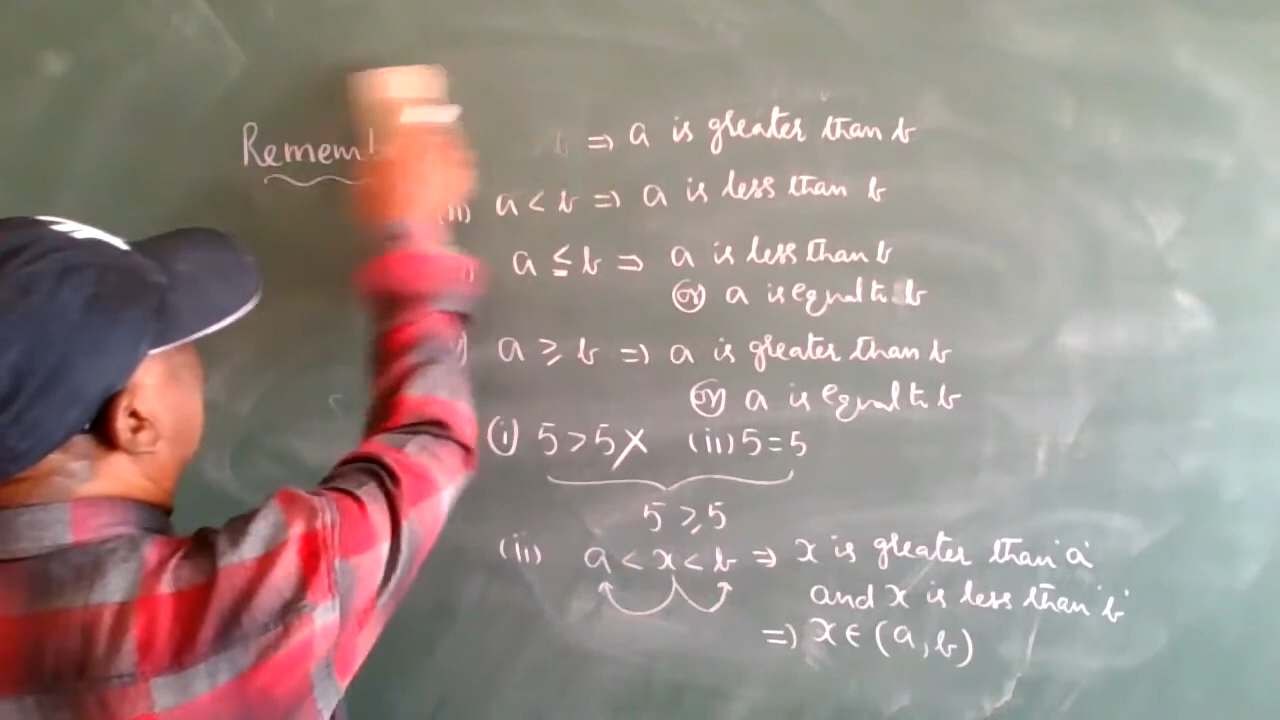 Rememb ⇒ a is greater than b
(ii) a < b ⇒ a is less than b
) a ≤ b ⇒ a is less than b
(or) a is equal to b
) a ≥ b ⇒ a is greater than b
(or) a is equal to b
(i) 5 > 5 X (ii) 5 = 5
5 ≥ 5
(ii) a < x < b ⇒ x is greater than 'a'
and x is less than 'b'
⇒ x ∈ (a, b)